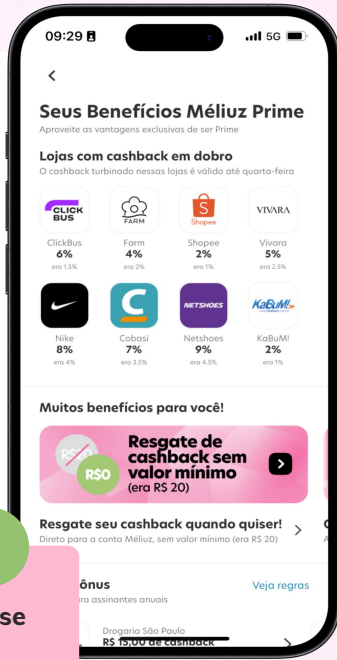 09:29
5G
Seus Benefícios Méliuz Prime
Aproveite as vantagens exclusivas de ser Prime
Lojas com cashback em dobro
O cashback turbinado nessas lojas é válido até quarta-feira
CLICK
BUS
FARM
Shopee
VIVARA
ClickBus
Farm
Shopee
Vivara
6%
4%
2%
5%
era 1.5%
era 2%
era 1%
era 2.5%
NETSHOES
KaBuM!
Nike
Cobasi
Netshoes
KaBuM!
8%
7%
9%
2%
era 4%
era 3.5%
era 4.5%
era 1%
Muitos benefícios para você!
R$20
R$0
Resgate de
cashback sem
valor mínimo
(era R$ 20)
Resgate seu cashback quando quiser!
Direto para a conta Méliuz, sem valor mínimo (era R$ 20)
ônus
Veja regras
ra assinantes anuais
se
Drogaria São Paulo
R$ 15,00 de cashback